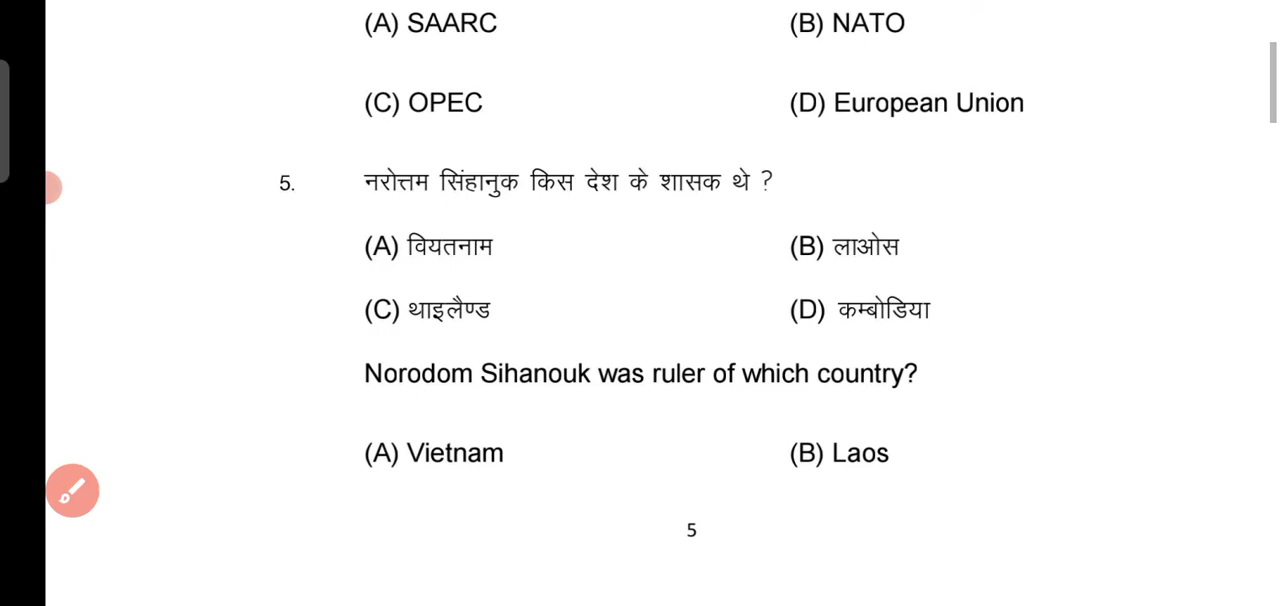 (A) SAARC (B) NATO
(C) OPEC (D) European Union
5. नरोत्तम सिंहानुक किस देश के शासक थे ?
(A) वियतनाम (B) लाओस
(C) थाइलैण्ड (D) कम्बोडिया
Norodom Sihanouk was ruler of which country?
(A) Vietnam (B) Laos
5